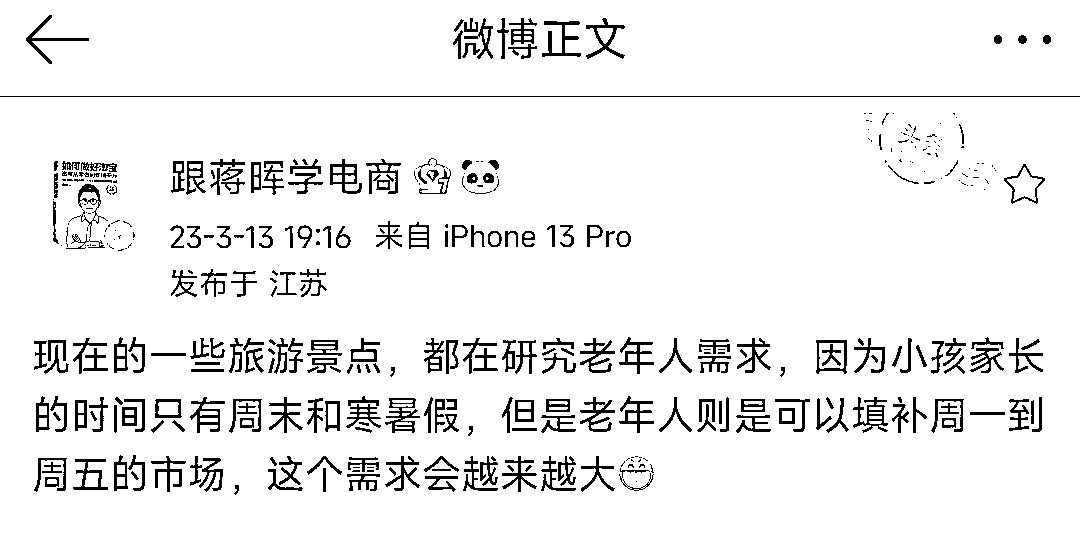 微博正文
如何做好淘宝
跟蒋晖学电商
23-3-13 19:16 来自 iPhone 13 Pro
发布于 江苏
现在的一些旅游景点，都在研究老年人需求，因为小孩家长
的时间只有周末和寒暑假，但是老年人则是可以填补周一到
周五的市场，这个需求会越来越大😁